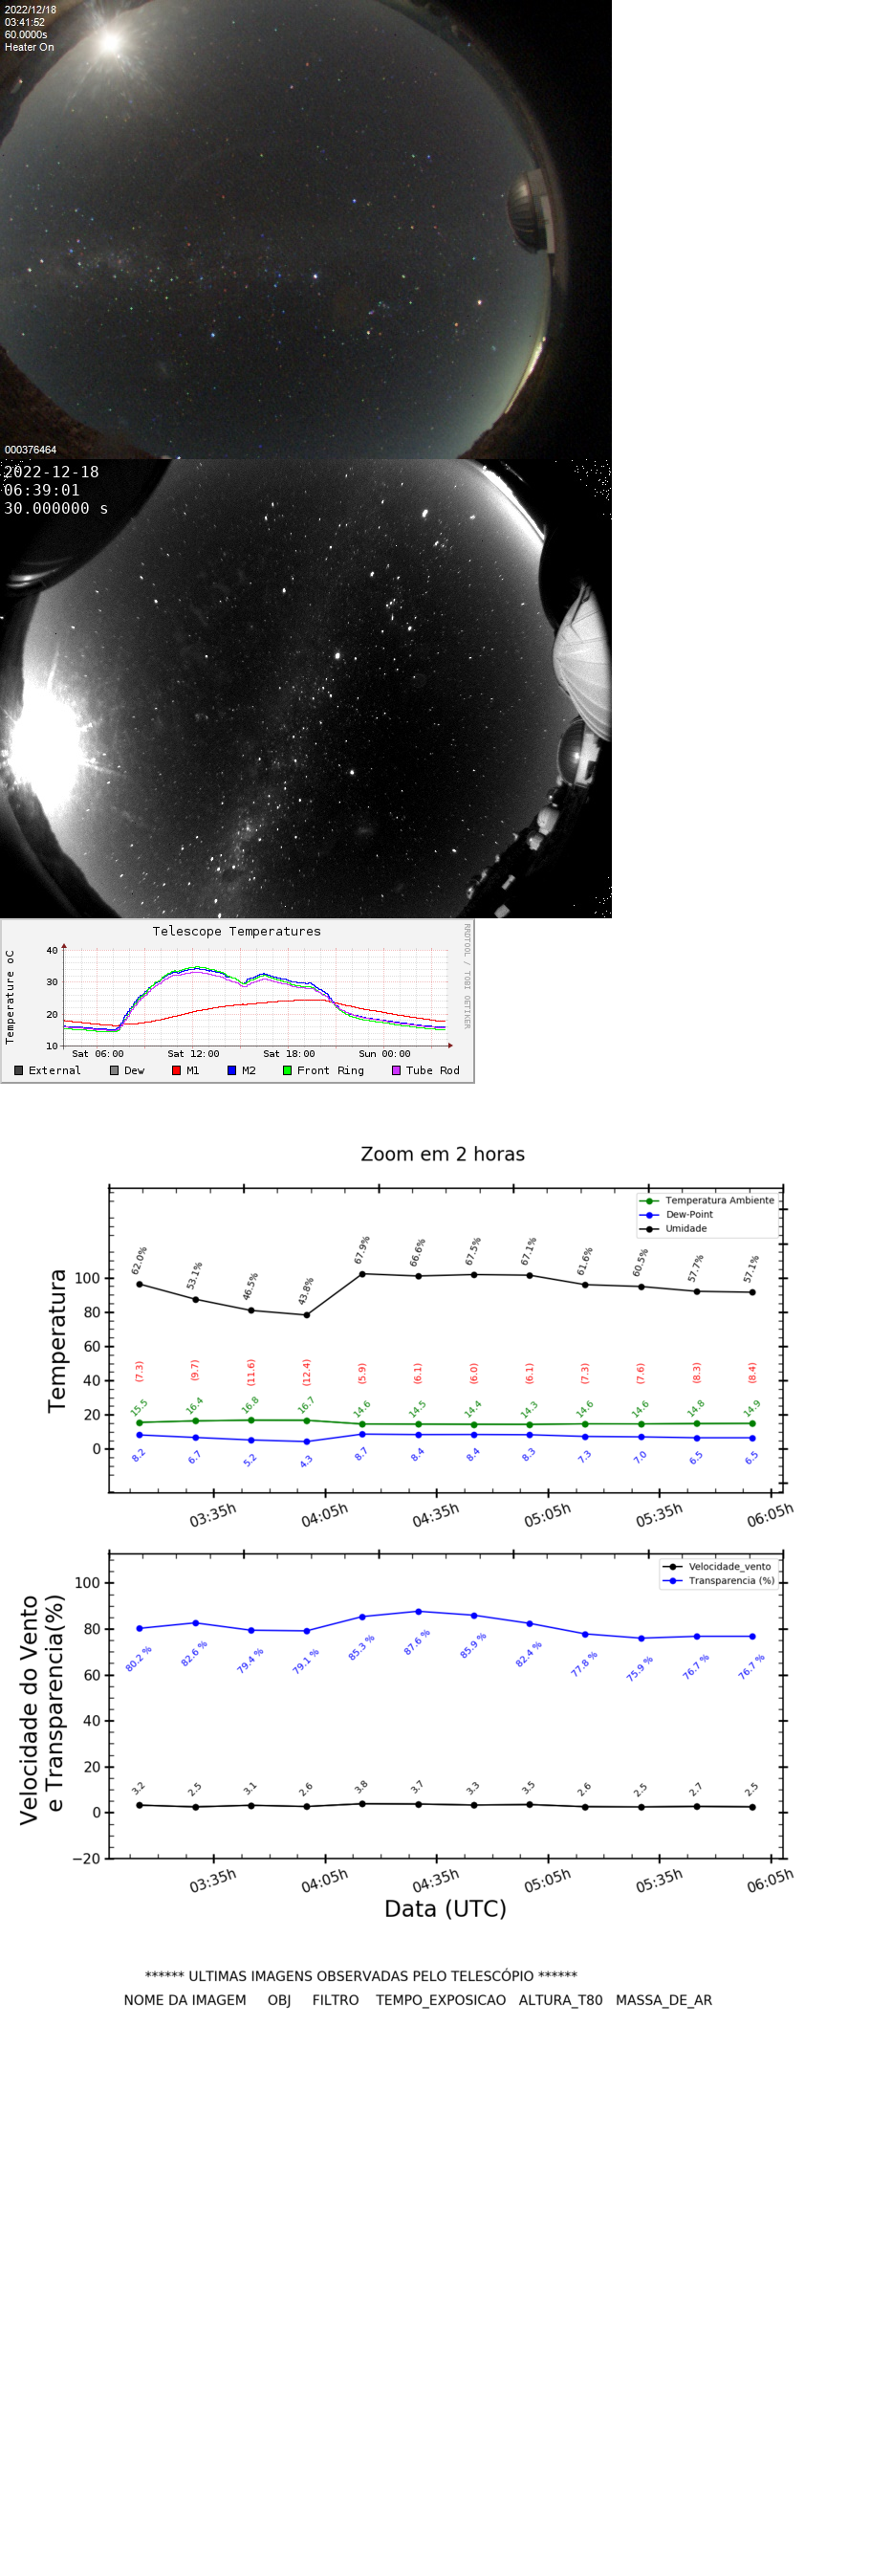 2022/12/18
03:41:52
60.0000s
Heater On
000376464
2022-12-18
06:39:01
30.000000 s
Telescope Temperatures
RRDTOOL / TOBI OETIKER
Temperature oC
40
30
20
10
Sat 06:00 Sat 12:00 Sat 18:00 Sun 00:00
External Dew M1 M2 Front Ring Tube Rod
Zoom em 2 horas
Temperatura Ambiente
Dew-Point
Umidade
Temperatura
100
80
60
40
20
0
62.0% 53.1% 46.5% 43.8% 67.9% 66.6% 67.5% 67.1% 61.6% 60.5% 57.7% 57.1%
(7.3) (9.7) (11.6) (12.4) (5.9) (6.1) (6.0) (6.1) (7.3) (7.6) (8.3) (8.4)
15.5 16.4 16.8 16.7 14.6 14.5 14.4 14.3 14.6 14.6 14.8 14.9
8.2 6.7 5.2 4.3 8.7 8.4 8.4 8.3 7.3 7.0 6.5 6.5
03:35h 04:05h 04:35h 05:05h 05:35h 06:05h
Velocidade_vento
Transparencia (%)
Velocidade do Vento
e Transparencia(%)
100
80
60
40
20
0
−20
80.2 % 82.6 % 79.4 % 79.1 % 85.3 % 87.6 % 85.9 % 82.4 % 77.8 % 75.9 % 76.7 % 76.7 %
3.2 2.5 3.1 2.6 3.8 3.7 3.3 3.5 2.6 2.5 2.7 2.5
03:35h 04:05h 04:35h 05:05h 05:35h 06:05h
Data (UTC)
****** ULTIMAS IMAGENS OBSERVADAS PELO TELESCÓPIO ******
NOME DA IMAGEM OBJ FILTRO TEMPO_EXPOSICAO ALTURA_T80 MASSA_DE_AR